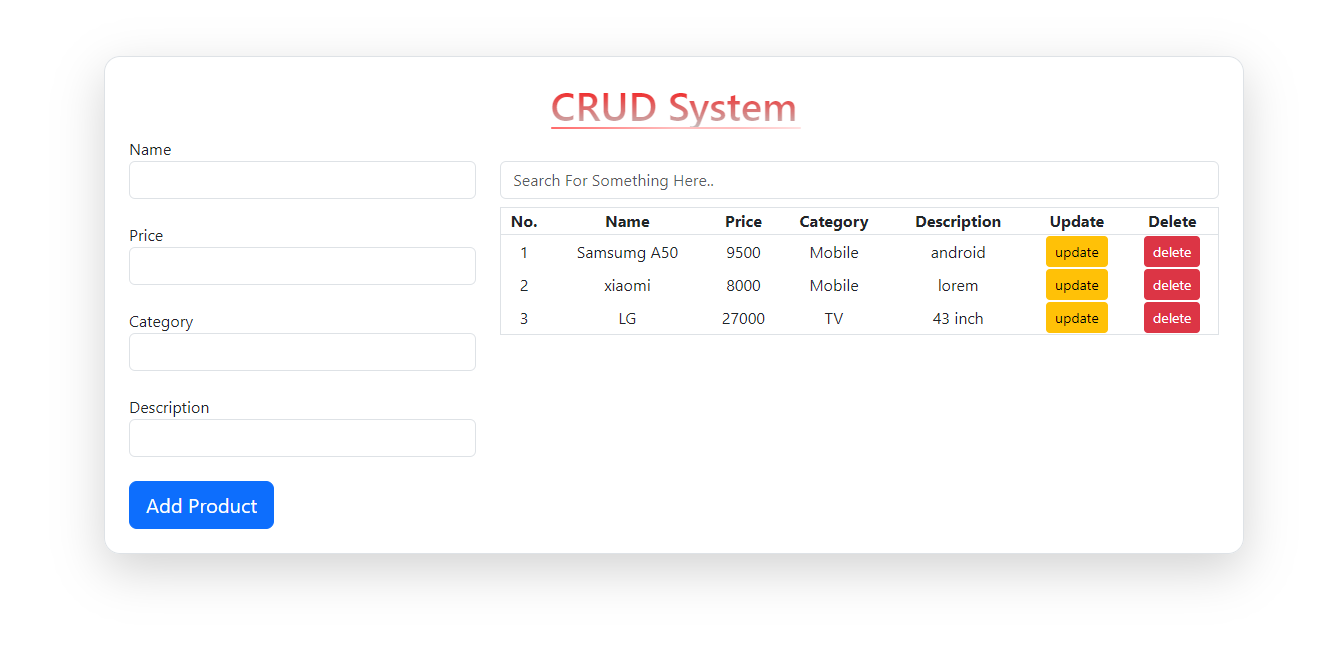 CRUD System
Name
Price
Category
Description
Add Product
Search For Something Here..
No. Name Price Category Description Update Delete
1 Samsumg A50 9500 Mobile android update delete
2 xiaomi 8000 Mobile lorem update delete
3 LG 27000 TV 43 inch update delete